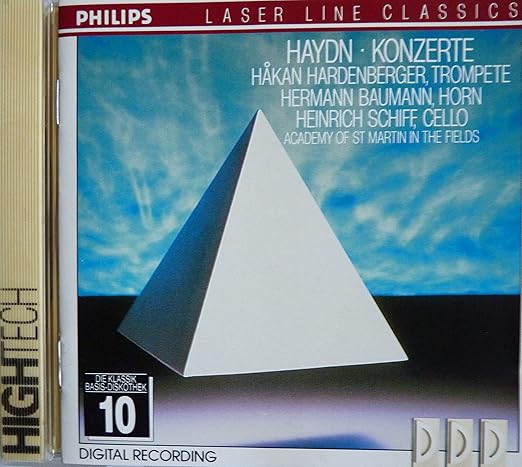 PHILIPS
LASER LINE CLASSICS
HAYDN · KONZERTE
HÅKAN HARDENBERGER, TROMPETE
HERMANN BAUMANN, HORN
HEINRICH SCHIFF, CELLO
ACADEMY OF ST MARTIN IN THE FIELDS
HIGHTECH
DIE KLASSIK
BASIS-DISKOTHEK
10
DIGITAL RECORDING
D D D